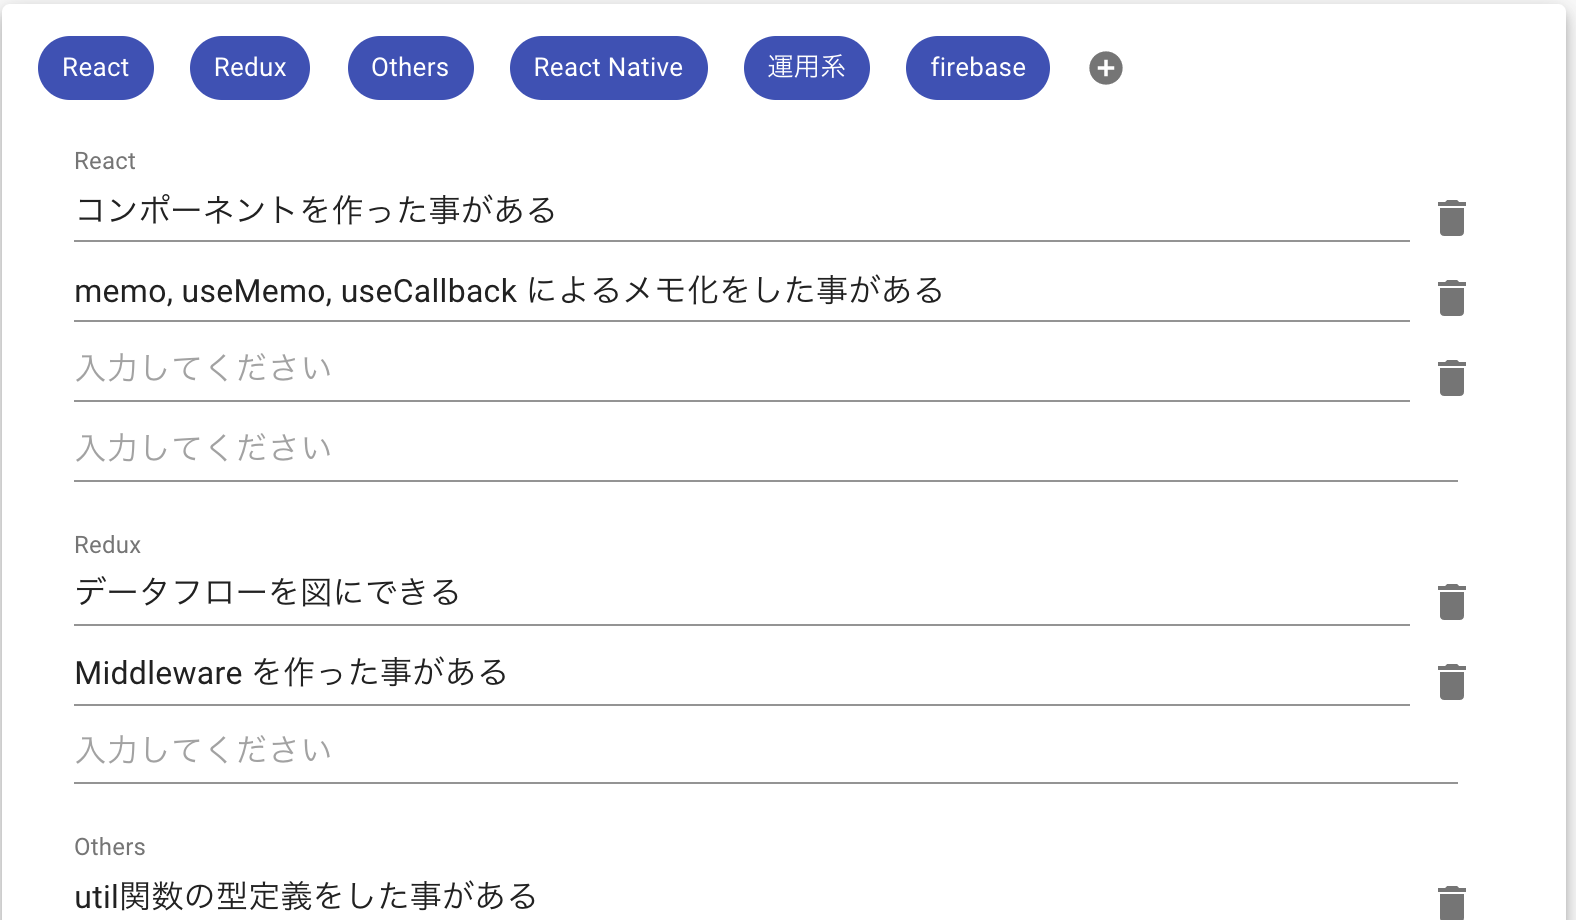 React Redux Others React Native 運用系 firebase
React
コンポーネントを作った事がある
memo, useMemo, useCallback によるメモ化をした事がある
入力してください
入力してください
Redux
データフローを図にできる
Middleware を作った事がある
入力してください
Others
util関数の型定義をした事がある